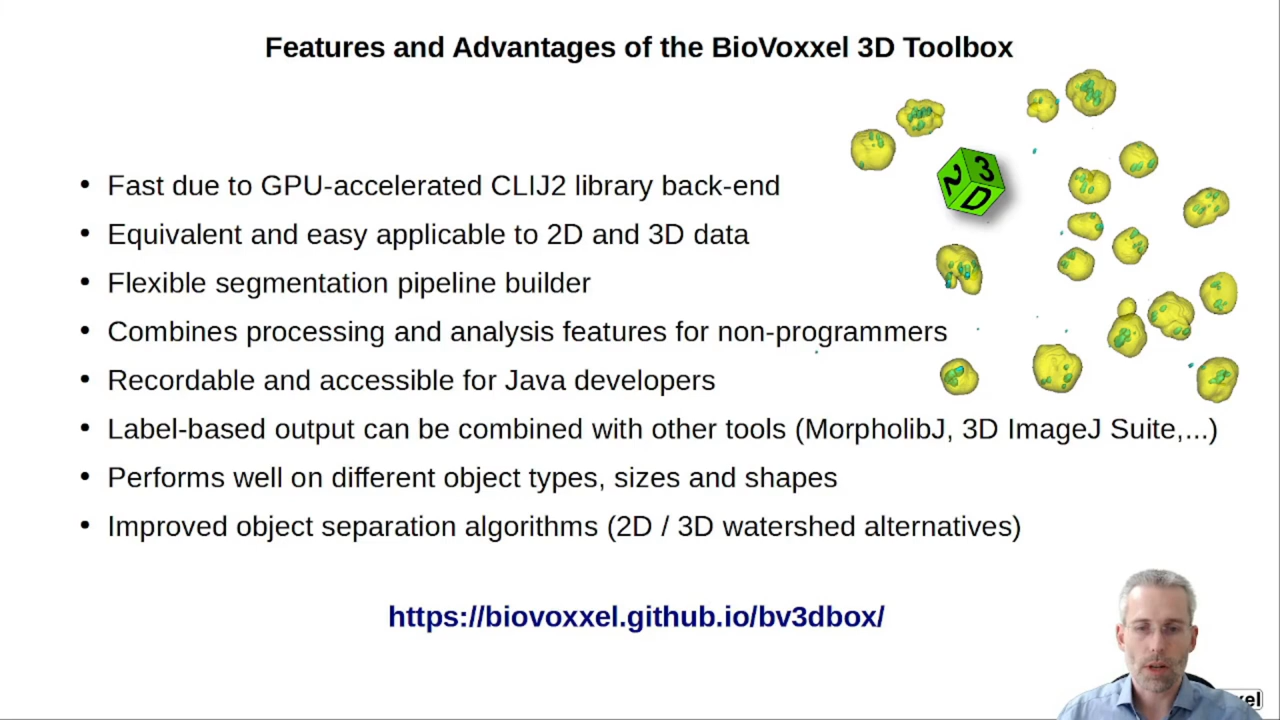 Features and Advantages of the BioVoxxel 3D Toolbox
2
3
D
• Fast due to GPU-accelerated CLIJ2 library back-end
• Equivalent and easy applicable to 2D and 3D data
• Flexible segmentation pipeline builder
• Combines processing and analysis features for non-programmers
• Recordable and accessible for Java developers
• Label-based output can be combined with other tools (MorpholibJ, 3D ImageJ Suite,...)
• Performs well on different object types, sizes and shapes
• Improved object separation algorithms (2D / 3D watershed alternatives)
https://biovoxxel.github.io/bv3dbox/